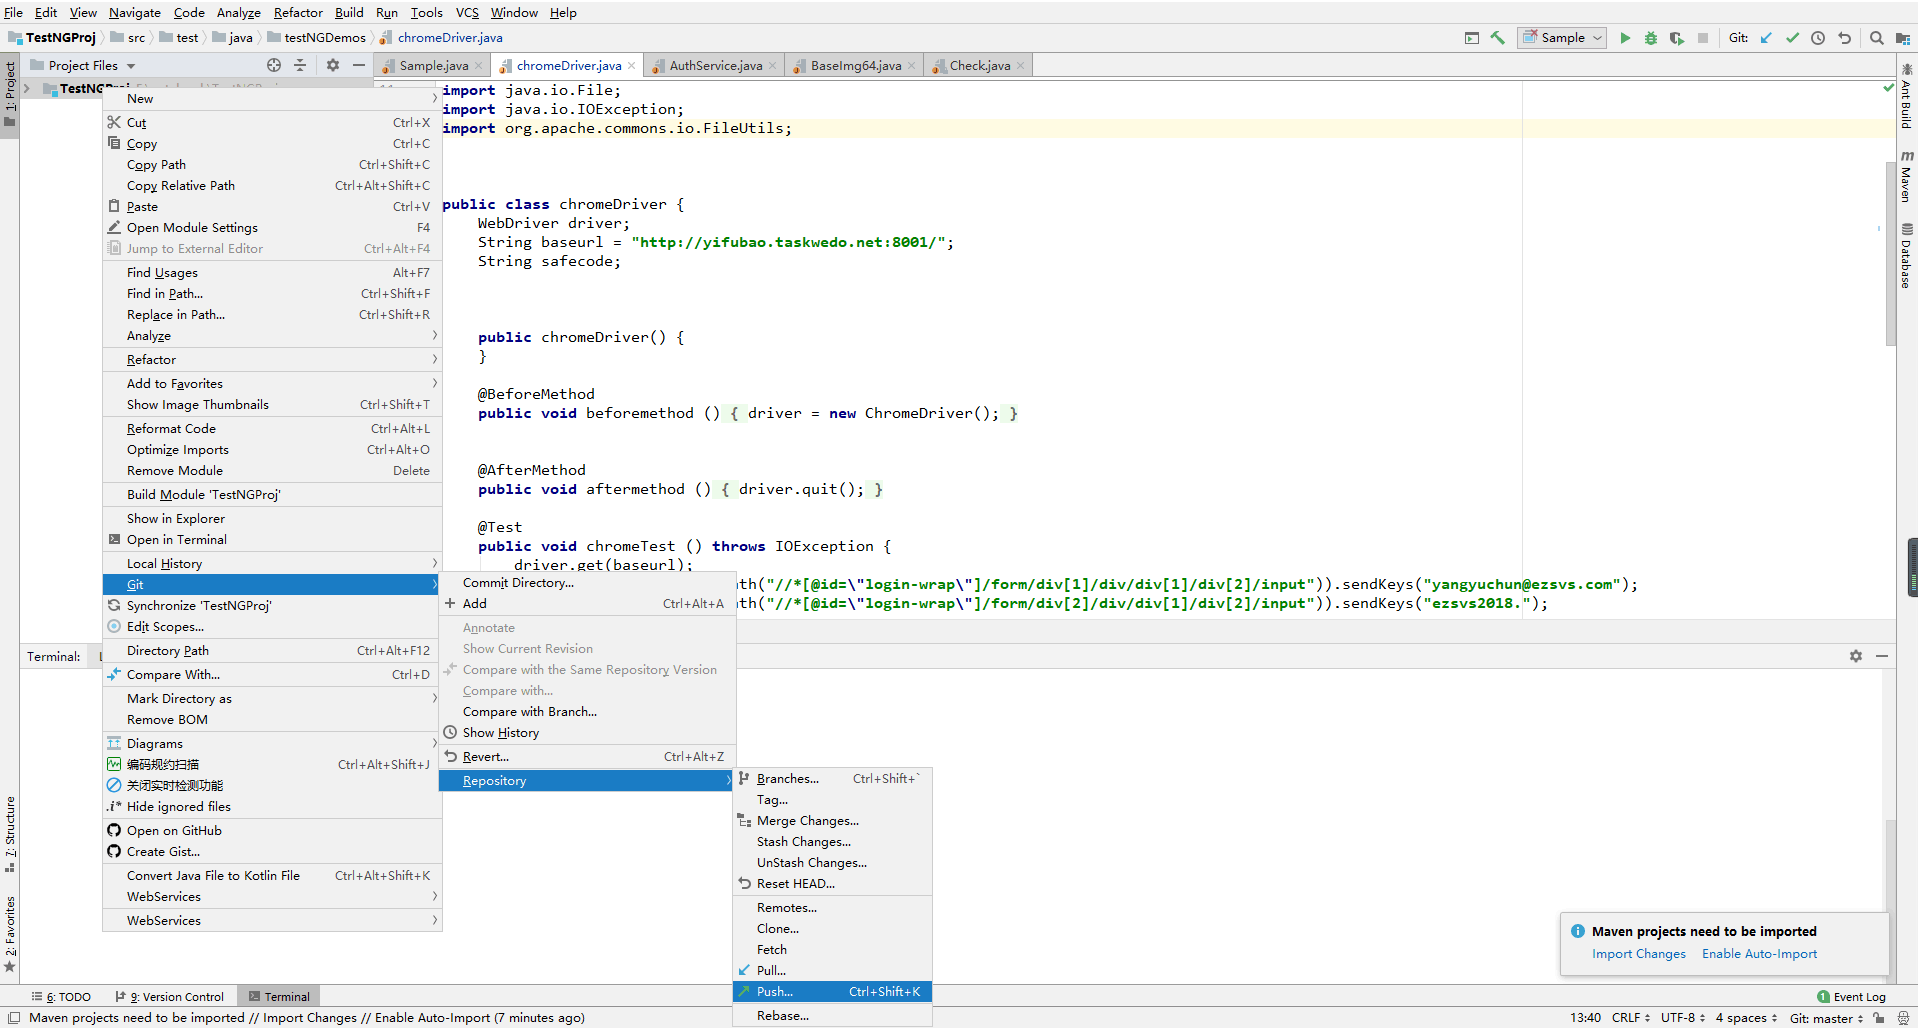 File Edit View Navigate Code Analyze Refactor Build Run Tools VCS Window Help
TestNGProj src test java testNGDemos chromeDriver.java
Sample Git:
Project Files
Sample.java chromeDriver.java AuthService.java BaseImg64.java Check.java
TestNGProj
1: Project
7: Structure
2: Favorites
Ant Build
Maven
Database
import java.io.File;
import java.io.IOException;
import org.apache.commons.io.FileUtils;
public class chromeDriver {
WebDriver driver;
String baseurl = "http://yifubao.taskwedo.net:8001/";
String safecode;
public chromeDriver() {
}
@BeforeMethod
public void beforemethod () { driver = new ChromeDriver(); }
@AfterMethod
public void aftermethod () { driver.quit(); }
@Test
public void chromeTest () throws IOException {
driver.get(baseurl);
ath("//*[@id=\"login-wrap\"]/form/div[1]/div/div[1]/div[2]/input")).sendKeys("yangyuchun@ezsvs.com");
ath("//*[@id=\"login-wrap\"]/form/div[2]/div/div[1]/div[2]/input")).sendKeys("ezsvs2018.");
New
Cut Ctrl+X
Copy Ctrl+C
Copy Path Ctrl+Shift+C
Copy Relative Path Ctrl+Alt+Shift+C
Paste Ctrl+V
Open Module Settings F4
Jump to External Editor Ctrl+Alt+F4
Find Usages Alt+F7
Find in Path... Ctrl+Shift+F
Replace in Path... Ctrl+Shift+R
Analyze
Refactor
Add to Favorites
Show Image Thumbnails Ctrl+Shift+T
Reformat Code Ctrl+Alt+L
Optimize Imports Ctrl+Alt+O
Remove Module Delete
Build Module 'TestNGProj'
Show in Explorer
Open in Terminal
Local History
Git
Synchronize 'TestNGProj'
Edit Scopes...
Directory Path Ctrl+Alt+F12
Compare With... Ctrl+D
Mark Directory as
Remove BOM
Diagrams
编码规约扫描 Ctrl+Alt+Shift+J
关闭实时检测功能
Hide ignored files
Open on GitHub
Create Gist...
Convert Java File to Kotlin File Ctrl+Alt+Shift+K
WebServices
WebServices
Commit Directory...
Add Ctrl+Alt+A
Annotate
Show Current Revision
Compare with the Same Repository Version
Compare with...
Compare with Branch...
Show History
Revert... Ctrl+Alt+Z
Repository
Branches... Ctrl+Shift+`
Tag...
Merge Changes...
Stash Changes...
UnStash Changes...
Reset HEAD...
Remotes...
Clone...
Fetch
Pull...
Push... Ctrl+Shift+K
Rebase...
Terminal:
Maven projects need to be imported
Import Changes Enable Auto-Import
6: TODO 9: Version Control Terminal
1 Event Log
Maven projects need to be imported // Import Changes // Enable Auto-Import (7 minutes ago)
13:40 CRLF UTF-8 4 spaces Git: master